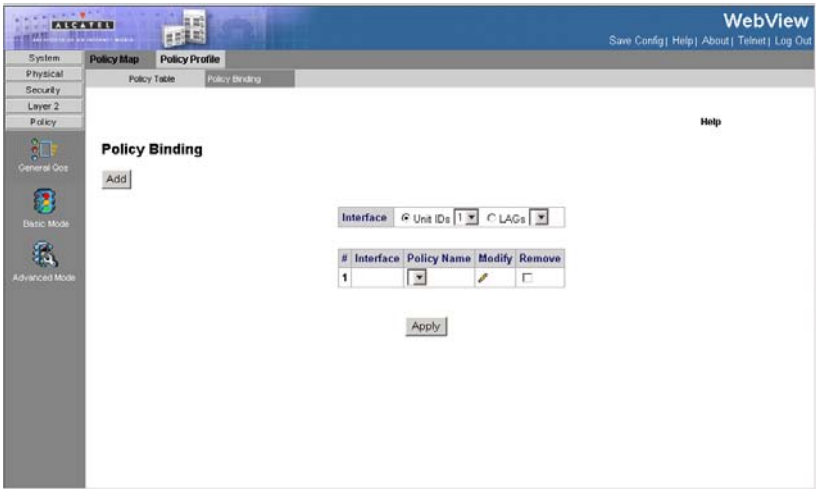 ALCATEL
WebView
Save Config| Help| About| Telnet| Log Out
System
Physical
Security
Layer 2
Policy
General Qos
Basic Mode
Advanced Mode
Policy Map Policy Profile
Policy Table Policy Binding
Help
Policy Binding
Add
Interface Unit IDs 1 LAGs
# Interface Policy Name Modify Remove
1
Apply